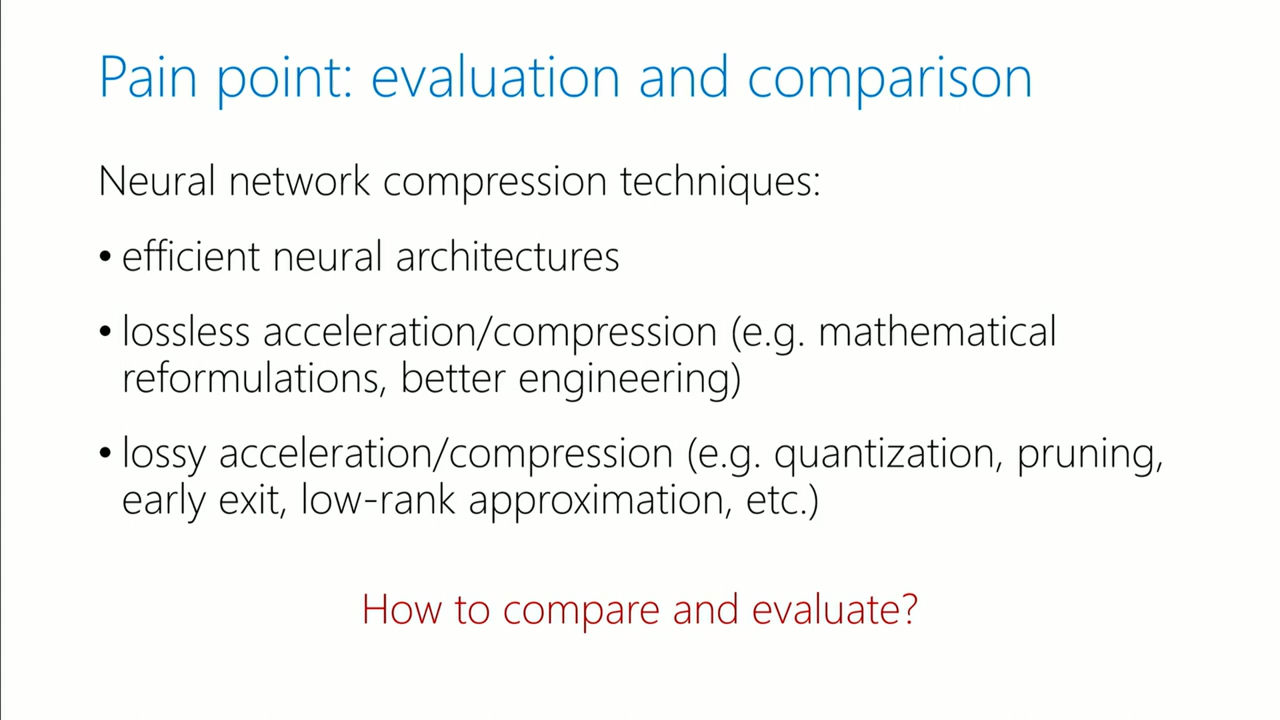 Pain point: evaluation and comparison
Neural network compression techniques:
• efficient neural architectures
• lossless acceleration/compression (e.g. mathematical
reformulations, better engineering)
• lossy acceleration/compression (e.g. quantization, pruning,
early exit, low-rank approximation, etc.)
How to compare and evaluate?